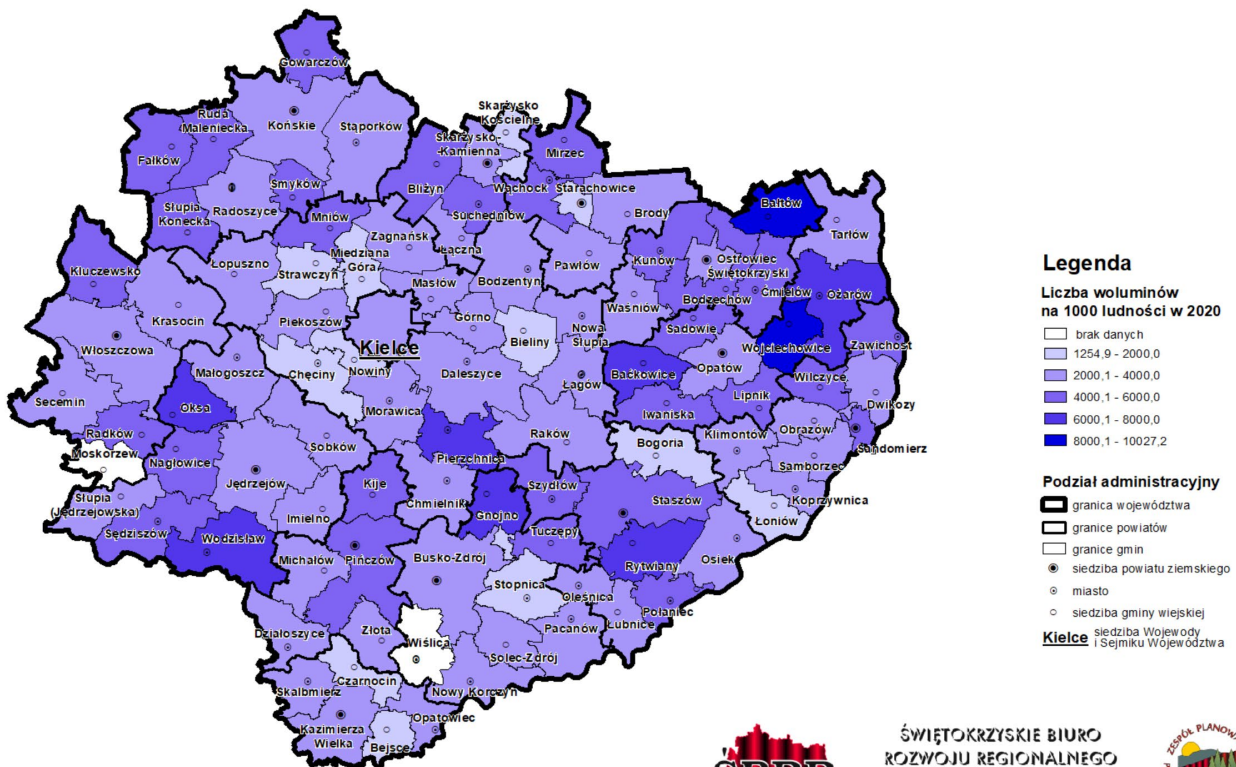 Gowarczów
Ruda
Maleniecka
Końskie
Stąporków
Skarżysko
Kościelne
Skarżysko-
-Kamienna
Mirzec
Fałków
Smyków
Bliżyn
Wąchock
Starachowice
Bałtów
Słupia
Konecka
Radoszyce
Mniów
Suchedniów
Brody
Tarłów
Zagnańsk
Łączna
Miedziana
Góra
Kluczewsko
Łopuszno
Strawczyn
Bodzentyn
Pawłów
Kunów
Ostrowiec
Świętokrzyski
Masłów
Ćmielów
Ożarów
Bodzechów
Waśniów
Krasocin
Piekoszów
Górno
Bieliny
Nowa
Słupia
Sadowie
Kielce
Wojciechowice
Zawichost
Włoszczowa
Małogoszcz
Chęciny
Nowiny
Daleszyce
Łagów
Baćkowice
Opatów
Wilczyce
Secemin
Oksa
Morawica
Iwaniska
Lipnik
Dwikozy
Radków
Sobków
Raków
Bogoria
Klimontów
Obrazów
Sandomierz
Moskorzew
Nagłowice
Pierzchnica
Samborzec
Jędrzejów
Kije
Szydłów
Staszów
Koprzywnica
Słupia
(Jędrzejowska)
Imielno
Chmielnik
Gnojno
Łoniów
Sędziszów
Wodzisław
Tuczępy
Michałów
Pińczów
Busko-Zdrój
Rytwiany
Osiek
Stopnica
Oleśnica
Połaniec
Działoszyce
Złota
Wiślica
Pacanów
Łubnice
Solec-Zdrój
Czarnocin
Skalbmierz
Nowy Korczyn
Kazimierza
Wielka
Opatowiec
Bejsce
Legenda
Liczba woluminów
na 1000 ludności w 2020
brak danych
1254,9 - 2000,0
2000,1 - 4000,0
4000,1 - 6000,0
6000,1 - 8000,0
8000,1 - 10027,2
Podział administracyjny
granica województwa
granice powiatów
granice gmin
siedziba powiatu ziemskiego
miasto
siedziba gminy wiejskiej
Kielce siedziba Wojewody
i Sejmiku Województwa
ŚWIĘTOKRZYSKIE BIURO
ROZWOJU REGIONALNEGO